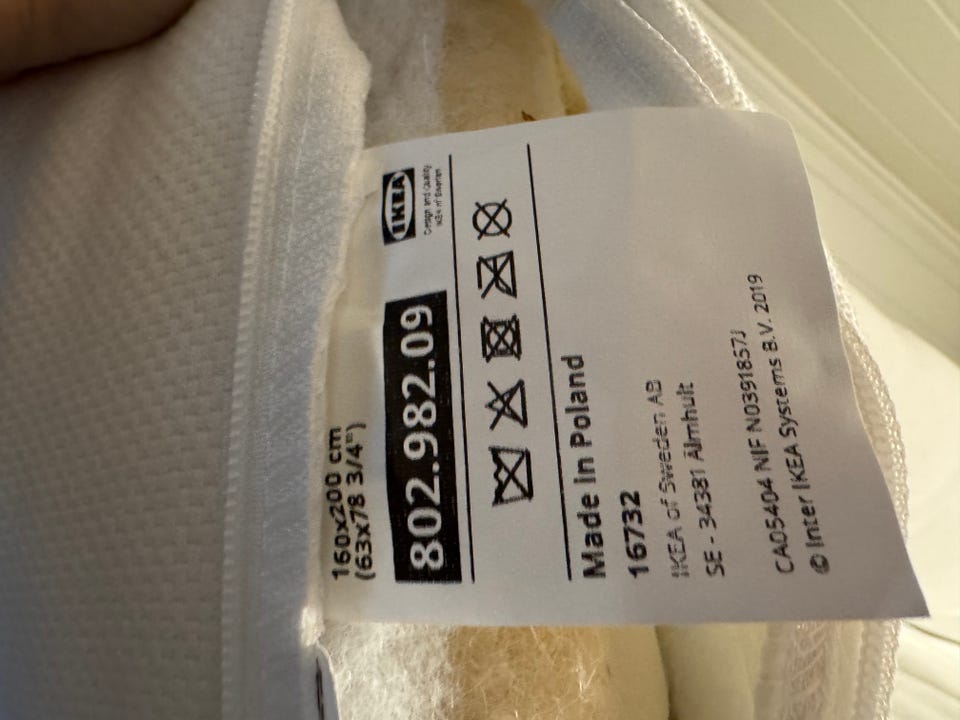 IKEA
Design and Quality
IKEA of Sweden
160x200 cm
(63x78 3/4")
802.982.09
Made in Poland
16732
IKEA of Sweden AB
SE - 34381 Älmhult
CA05404 NIF N0391857J
© Inter IKEA Systems B.V. 2019